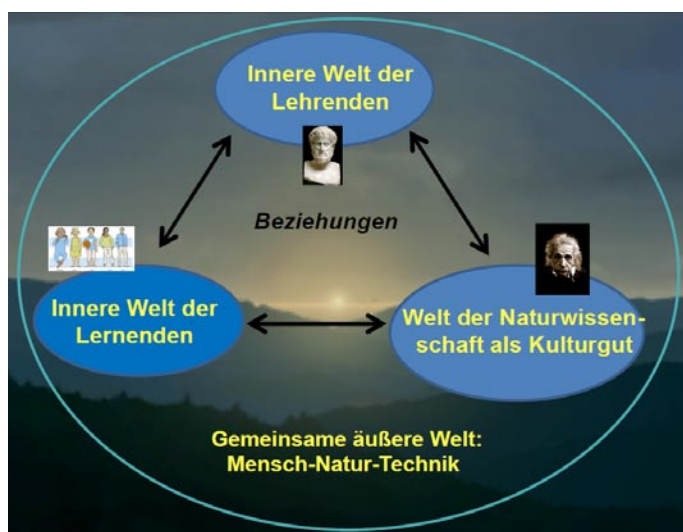 Innere Welt der
Lehrenden
Beziehungen
Innere Welt der
Lernenden
Welt der Naturwissen-
schaft als Kulturgut
Gemeinsame äußere Welt:
Mensch-Natur-Technik